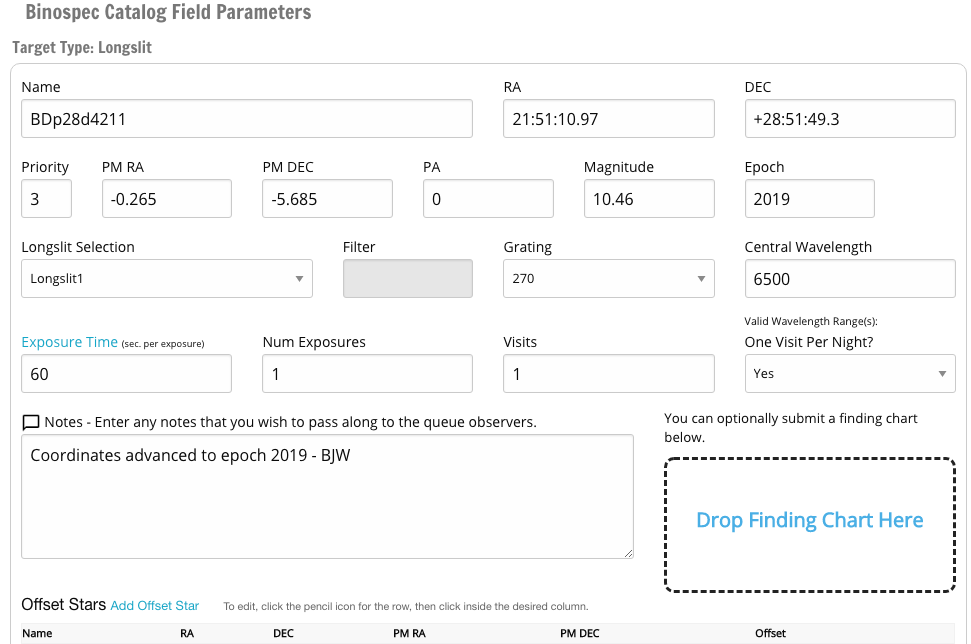 Binospec Catalog Field Parameters
Target Type: Longslit
Name RA DEC
BDp28d4211 21:51:10.97 +28:51:49.3
Priority PM RA PM DEC PA Magnitude Epoch
3 -0.265 -5.685 0 10.46 2019
Longslit Selection Filter Grating Central Wavelength
Longslit1 270 6500
Valid Wavelength Range(s):
Exposure Time (sec. per exposure) Num Exposures Visits One Visit Per Night?
60 1 1 Yes
Notes - Enter any notes that you wish to pass along to the queue observers.
Coordinates advanced to epoch 2019 - BJW
You can optionally submit a finding chart
below.
Drop Finding Chart Here
Offset Stars Add Offset Star To edit, click the pencil icon for the row, then click inside the desired column.
Name RA DEC PM RA PM DEC Offset